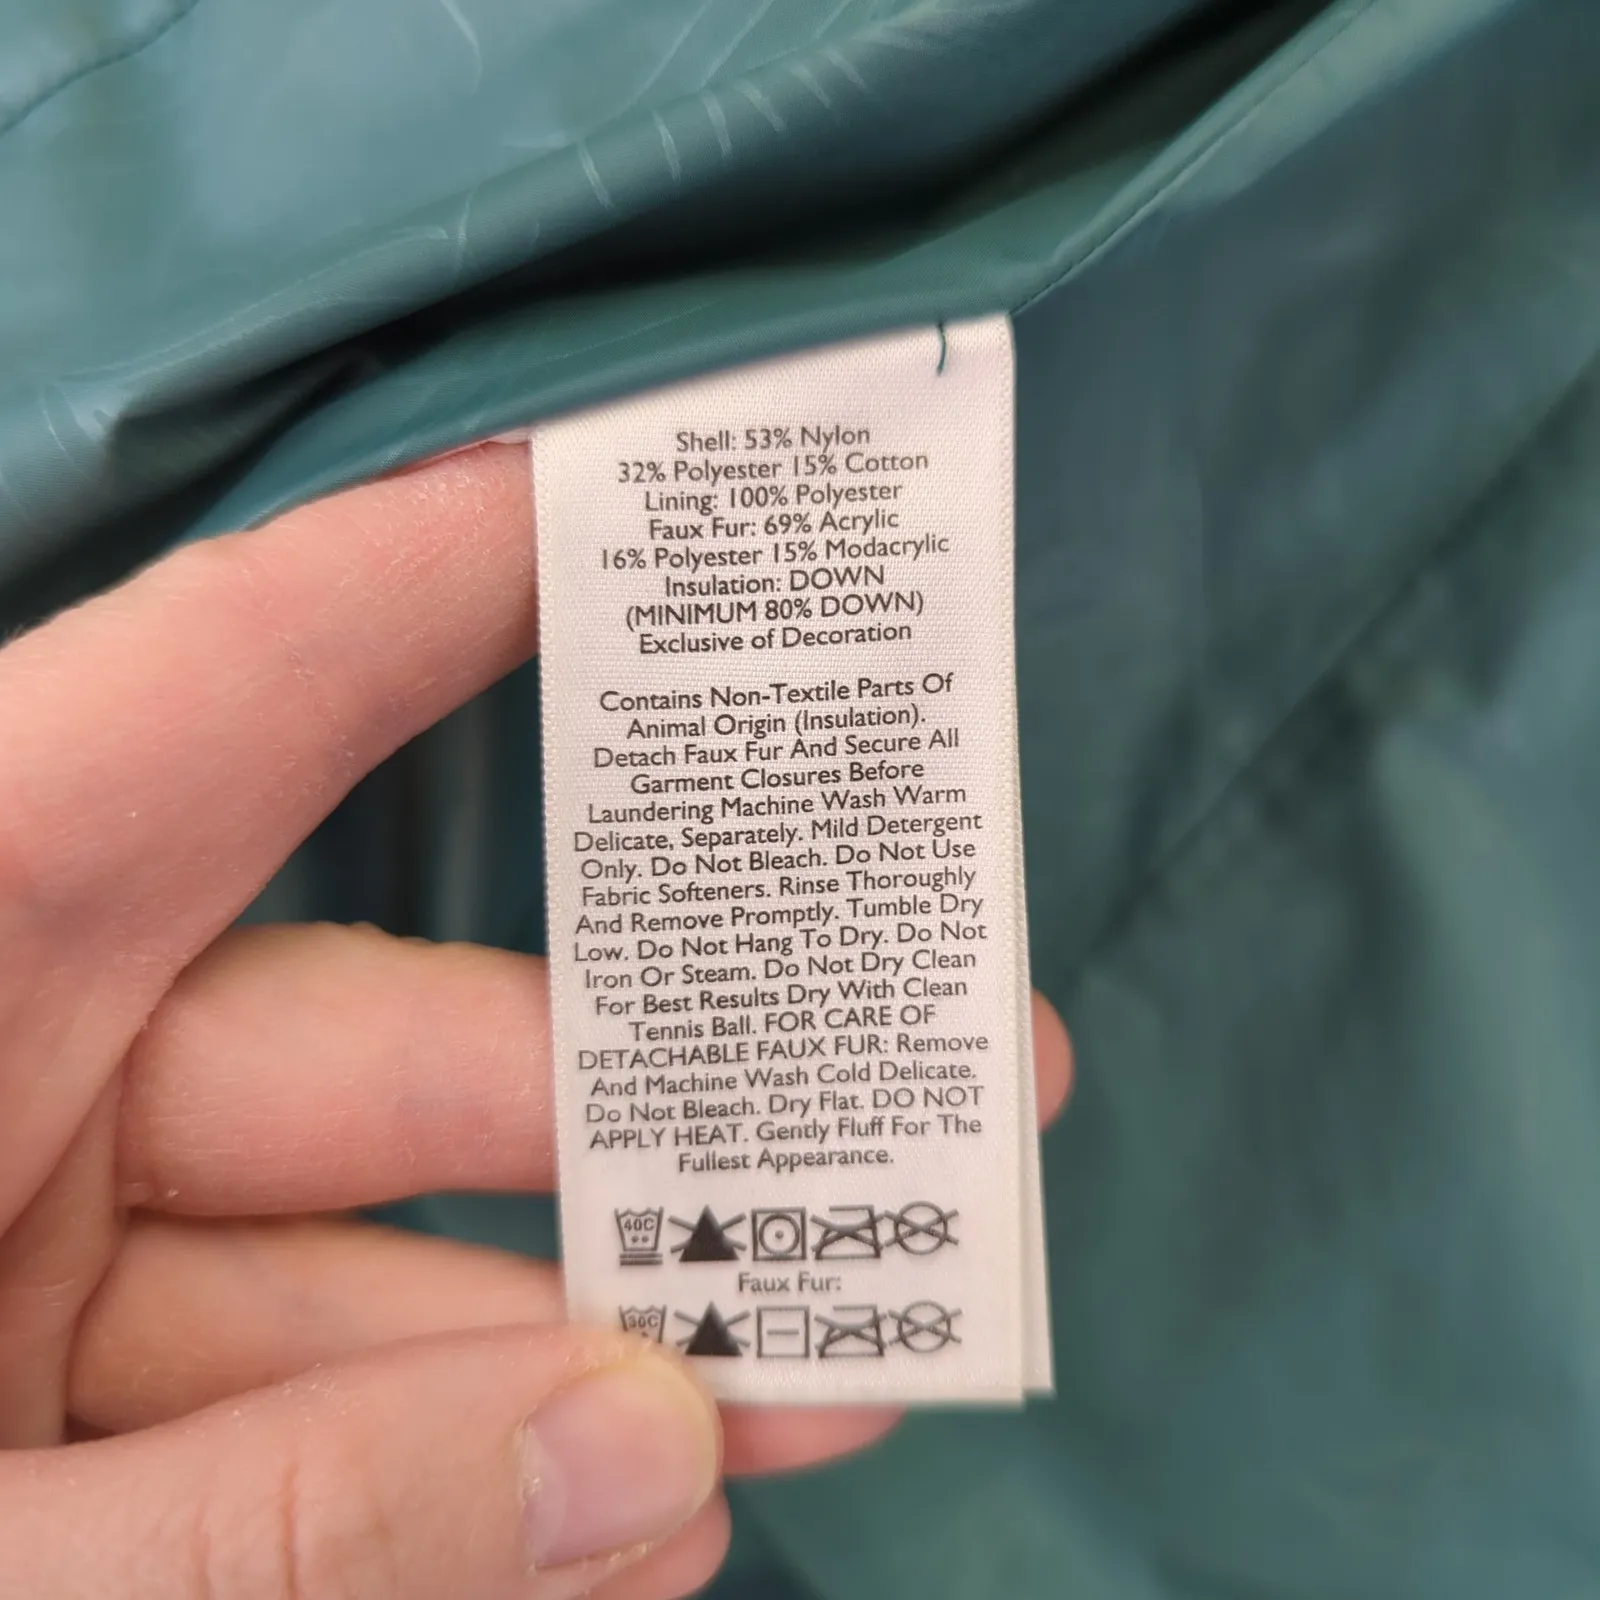 Shell: 53% Nylon
32% Polyester 15% Cotton
Lining: 100% Polyester
Faux Fur: 69% Acrylic
16% Polyester 15% Modacrylic
Insulation: DOWN
(MINIMUM 80% DOWN)
Exclusive of Decoration
Contains Non-Textile Parts Of
Animal Origin (Insulation).
Detach Faux Fur And Secure All
Garment Closures Before
Laundering Machine Wash Warm
Delicate, Separately. Mild Detergent
Only. Do Not Bleach. Do Not Use
Fabric Softeners. Rinse Thoroughly
And Remove Promptly. Tumble Dry
Low. Do Not Hang To Dry. Do Not
Iron Or Steam. Do Not Dry Clean
For Best Results Dry With Clean
Tennis Ball. FOR CARE OF
DETACHABLE FAUX FUR: Remove
And Machine Wash Cold Delicate.
Do Not Bleach. Dry Flat. DO NOT
APPLY HEAT. Gently Fluff For The
Fullest Appearance.
40C
Faux Fur:
30C